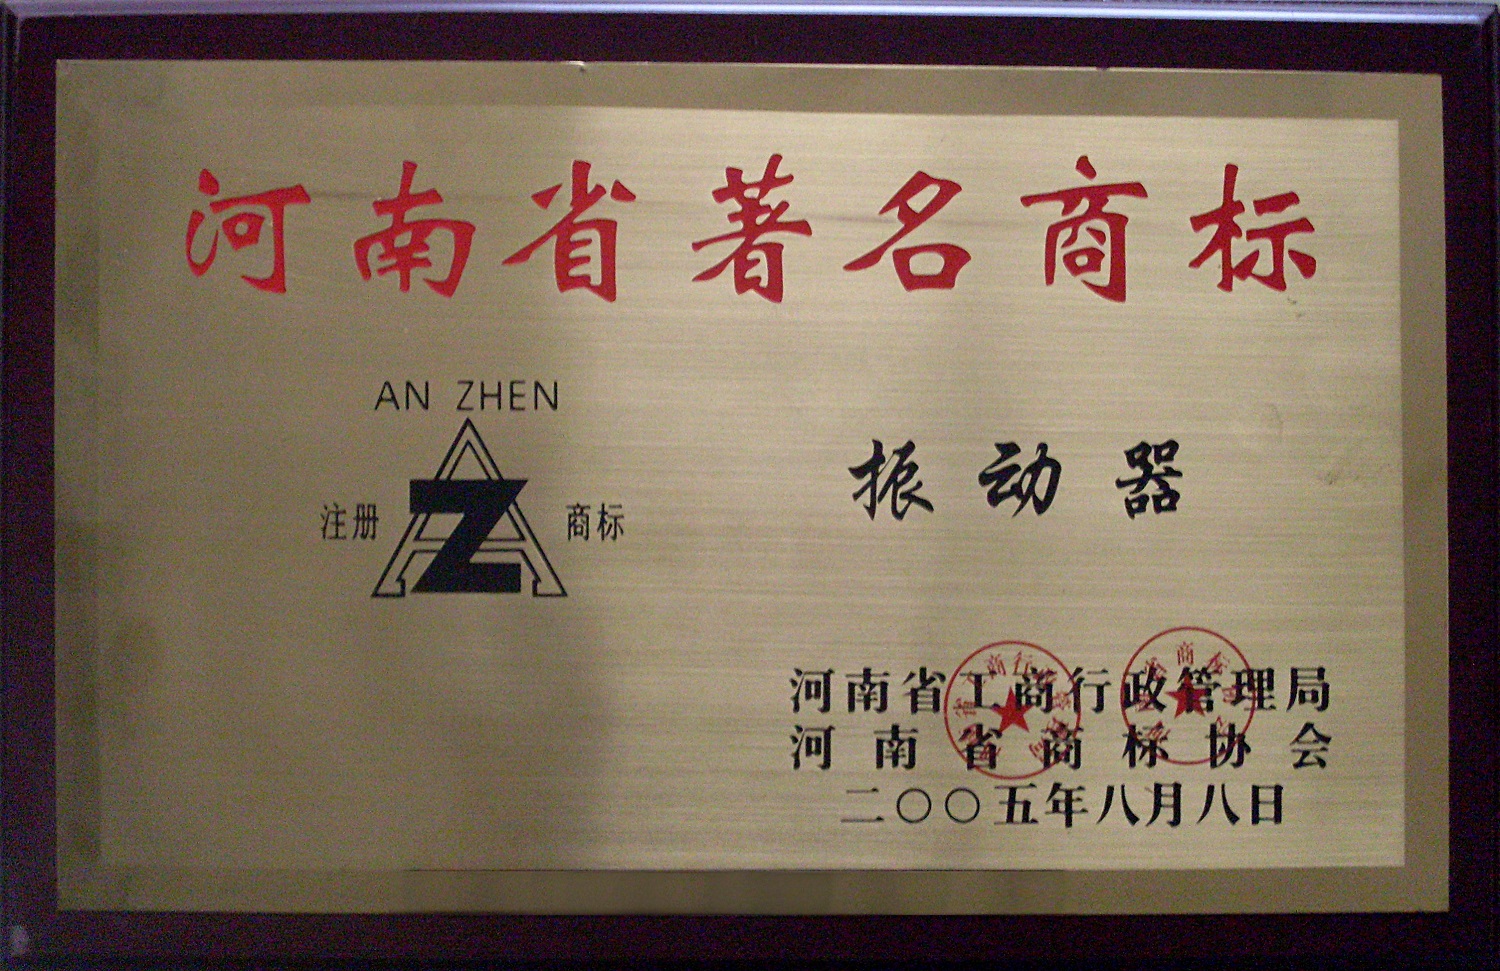 河南省著名商标
AN ZHEN
注册 AZ 商标
振动器
河南省工商行政管理局
河南省商标协会
二〇〇五年八月八日